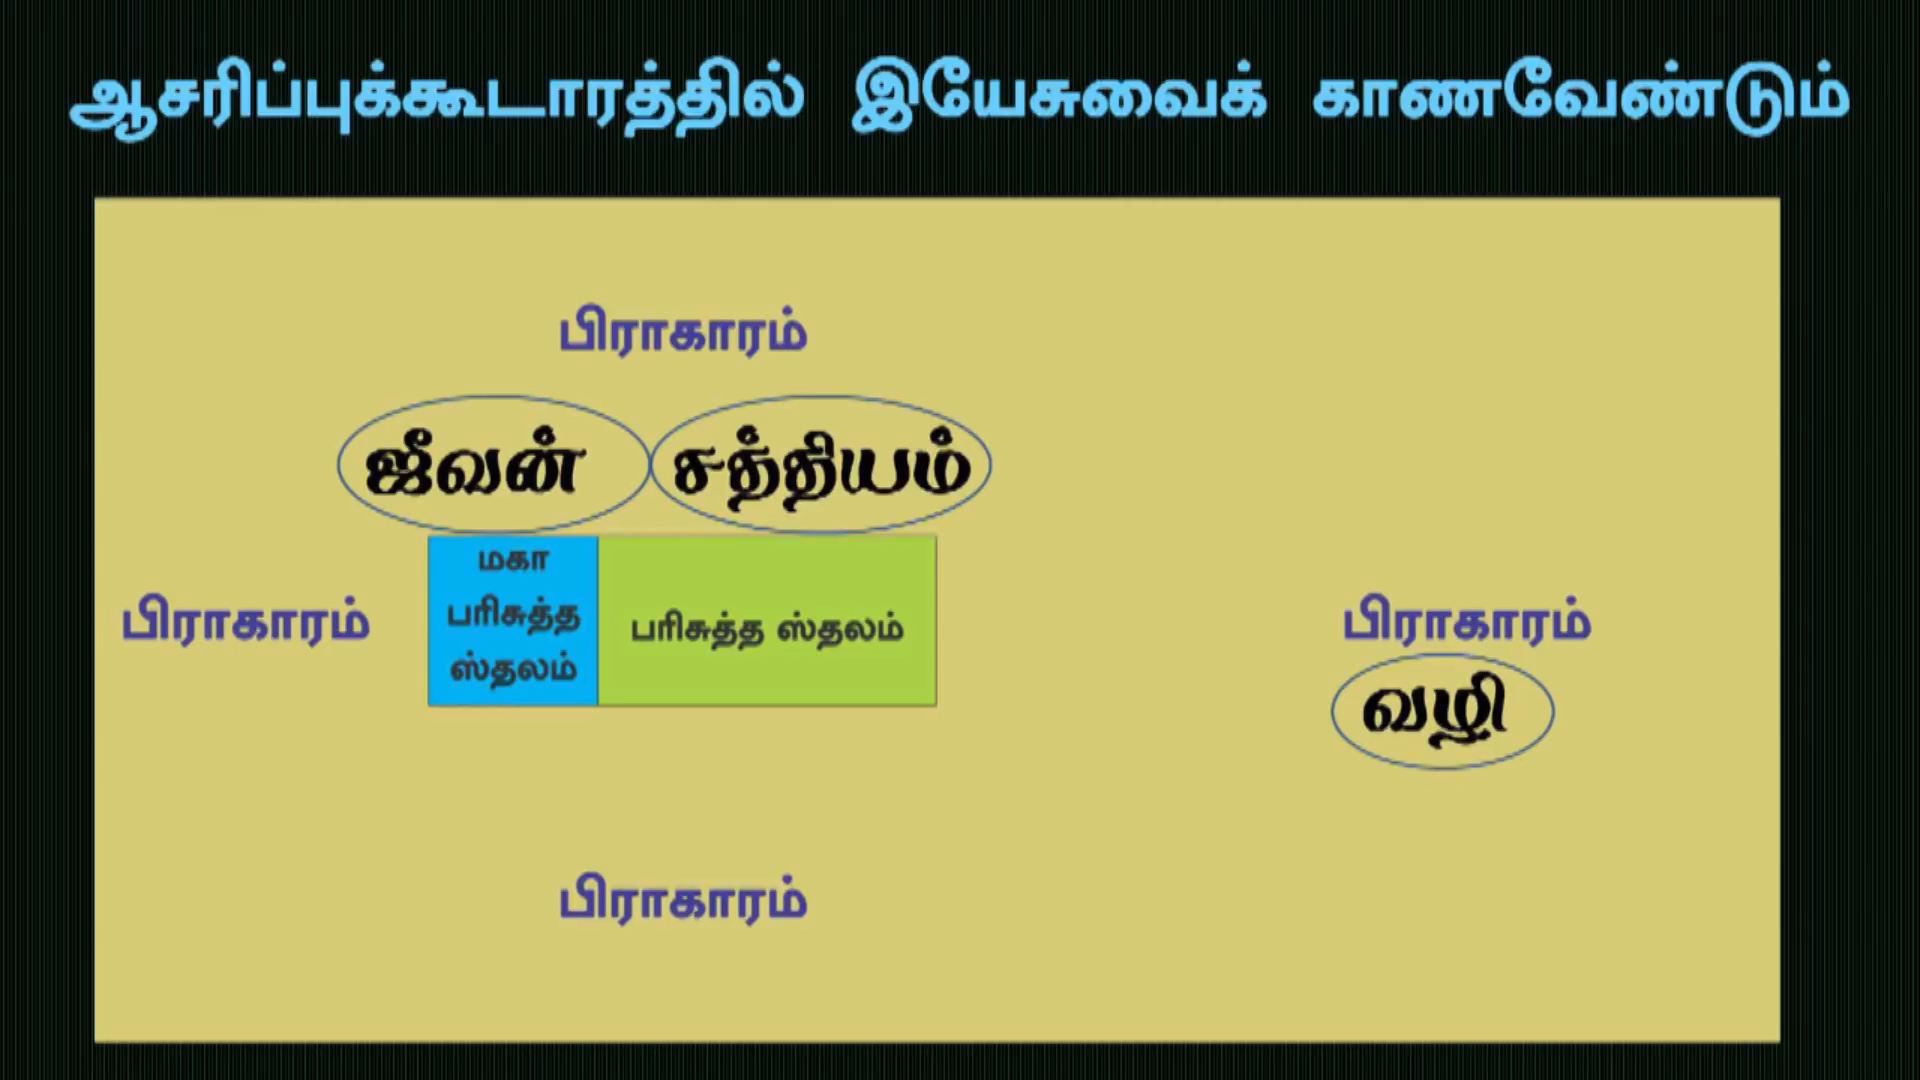 ஆசரிப்புக்கூடாரத்தில் இயேசுவைக் காணவேண்டும்
பிராகாரம்
ஜீவன் சத்தியம்
மகா
பரிசுத்த
ஸ்தலம்
பரிசுத்த ஸ்தலம்
பிராகாரம்
பிராகாரம்
வழி
பிராகாரம்